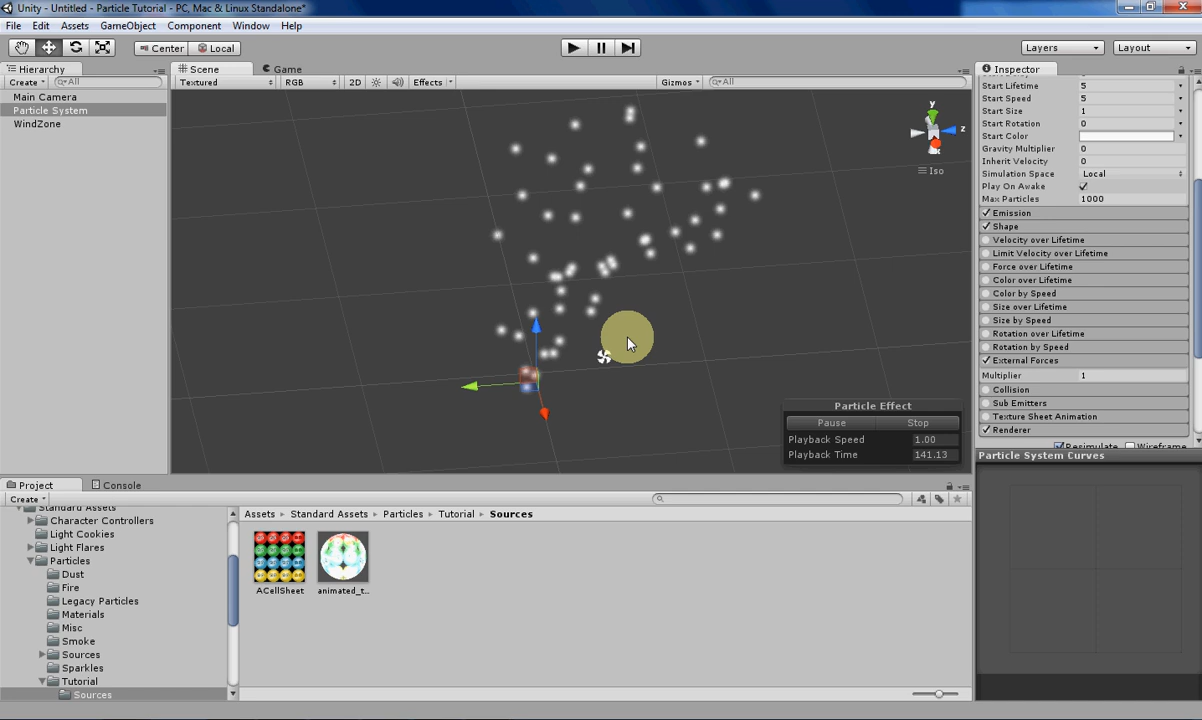 Unity - Untitled - Particle Tutorial - PC, Mac & Linux Standalone*
File Edit Assets GameObject Component Window Help
Center Local Layers Layout
Hierarchy
Create All
Main Camera
Particle System
WindZone
Scene Game
Textured RGB 2D Effects Gizmos All
y
z
Iso
Particle Effect
Pause Stop
Playback Speed 1.00
Playback Time 141.13
Inspector
Start Lifetime 5
Start Speed 5
Start Size 1
Start Rotation 0
Start Color
Gravity Multiplier 0
Inherit Velocity 0
Simulation Space Local
Play On Awake
Max Particles 1000
Emission
Shape
Velocity over Lifetime
Limit Velocity over Lifetime
Force over Lifetime
Color over Lifetime
Color by Speed
Size over Lifetime
Size by Speed
Rotation over Lifetime
Rotation by Speed
External Forces
Multiplier 1
Collision
Sub Emitters
Texture Sheet Animation
Renderer
Resimulate Wireframe
Particle System Curves
Project Console
Create
Standard Assets
Character Controllers
Light Cookies
Light Flares
Particles
Dust
Fire
Legacy Particles
Materials
Misc
Smoke
Sources
Sparkles
Tutorial
Sources
Assets Standard Assets Particles Tutorial Sources
ACellSheet animated_t...